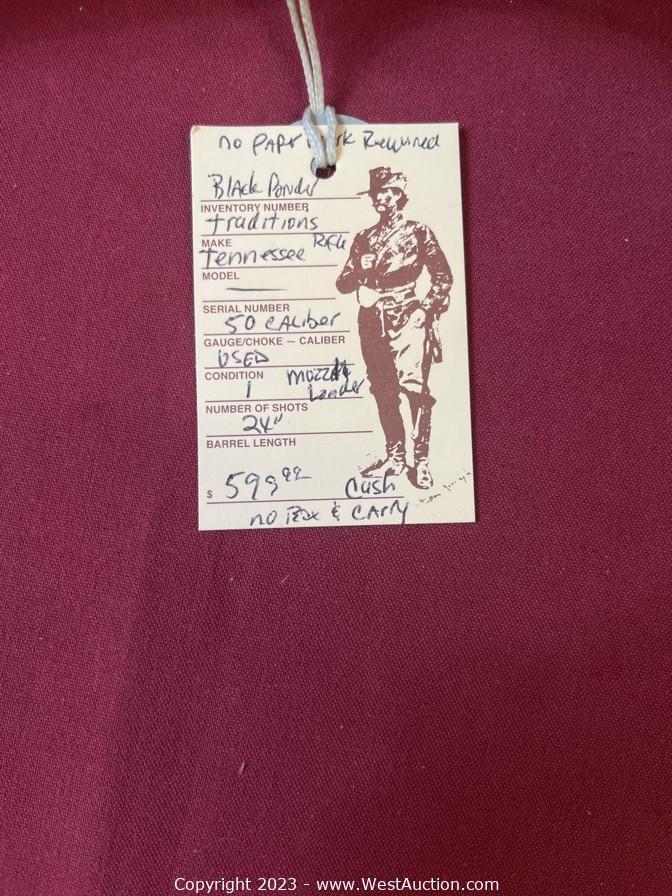 no PAPr work Required
Black Powder
INVENTORY NUMBER
traditions
MAKE
Rifle
tennessee
MODEL
—
SERIAL NUMBER
50 CALiber
GAUGE/CHOKE — CALIBER
USED
CONDITION
1 Muzzle
Loader
NUMBER OF SHOTS
24"
BARREL LENGTH
$ 599 99 Cash
no Tax & CArry
Copyright 2023 - www.WestAuction.com